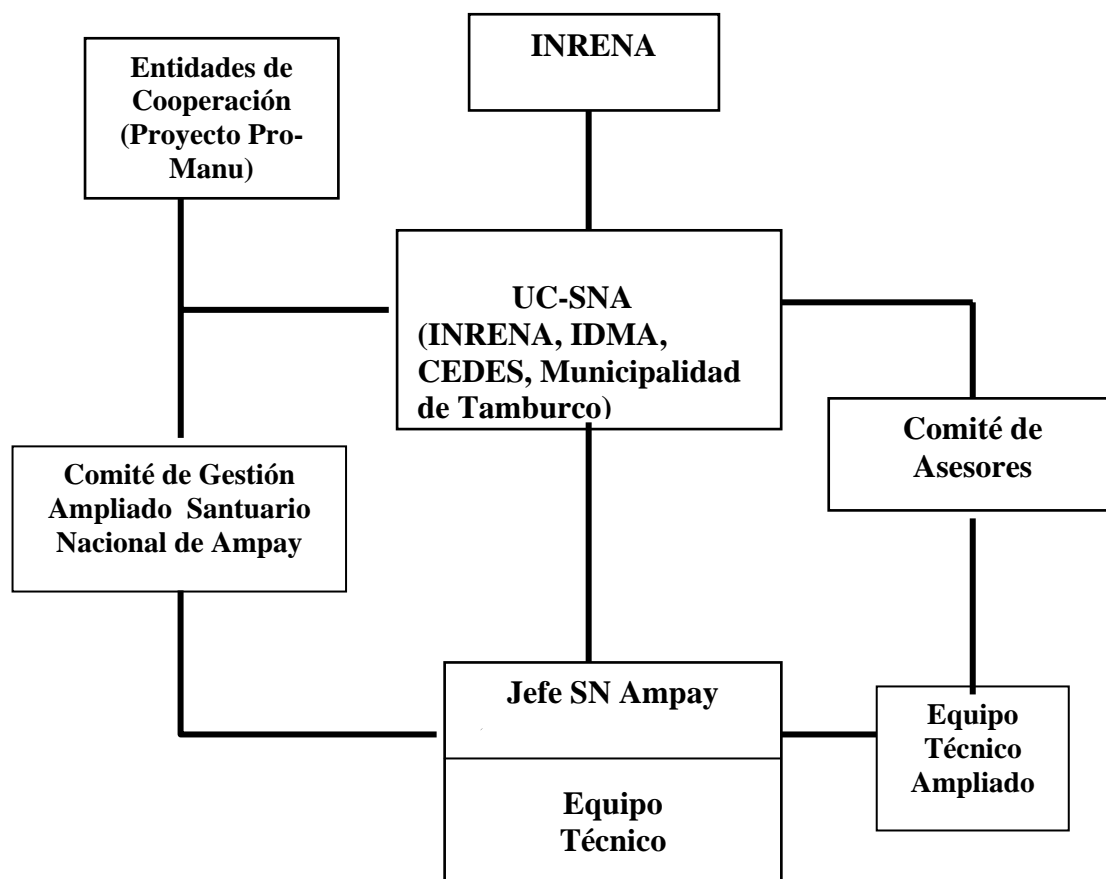 Entidades de
Cooperación
(Proyecto Pro-
Manu)
INRENA
UC-SNA
(INRENA, IDMA,
CEDES, Municipalidad
de Tamburco)
Comité de
Asesores
Comité de Gestión
Ampliado Santuario
Nacional de Ampay
Jefe SN Ampay
Equipo
Técnico
Equipo
Técnico
Ampliado